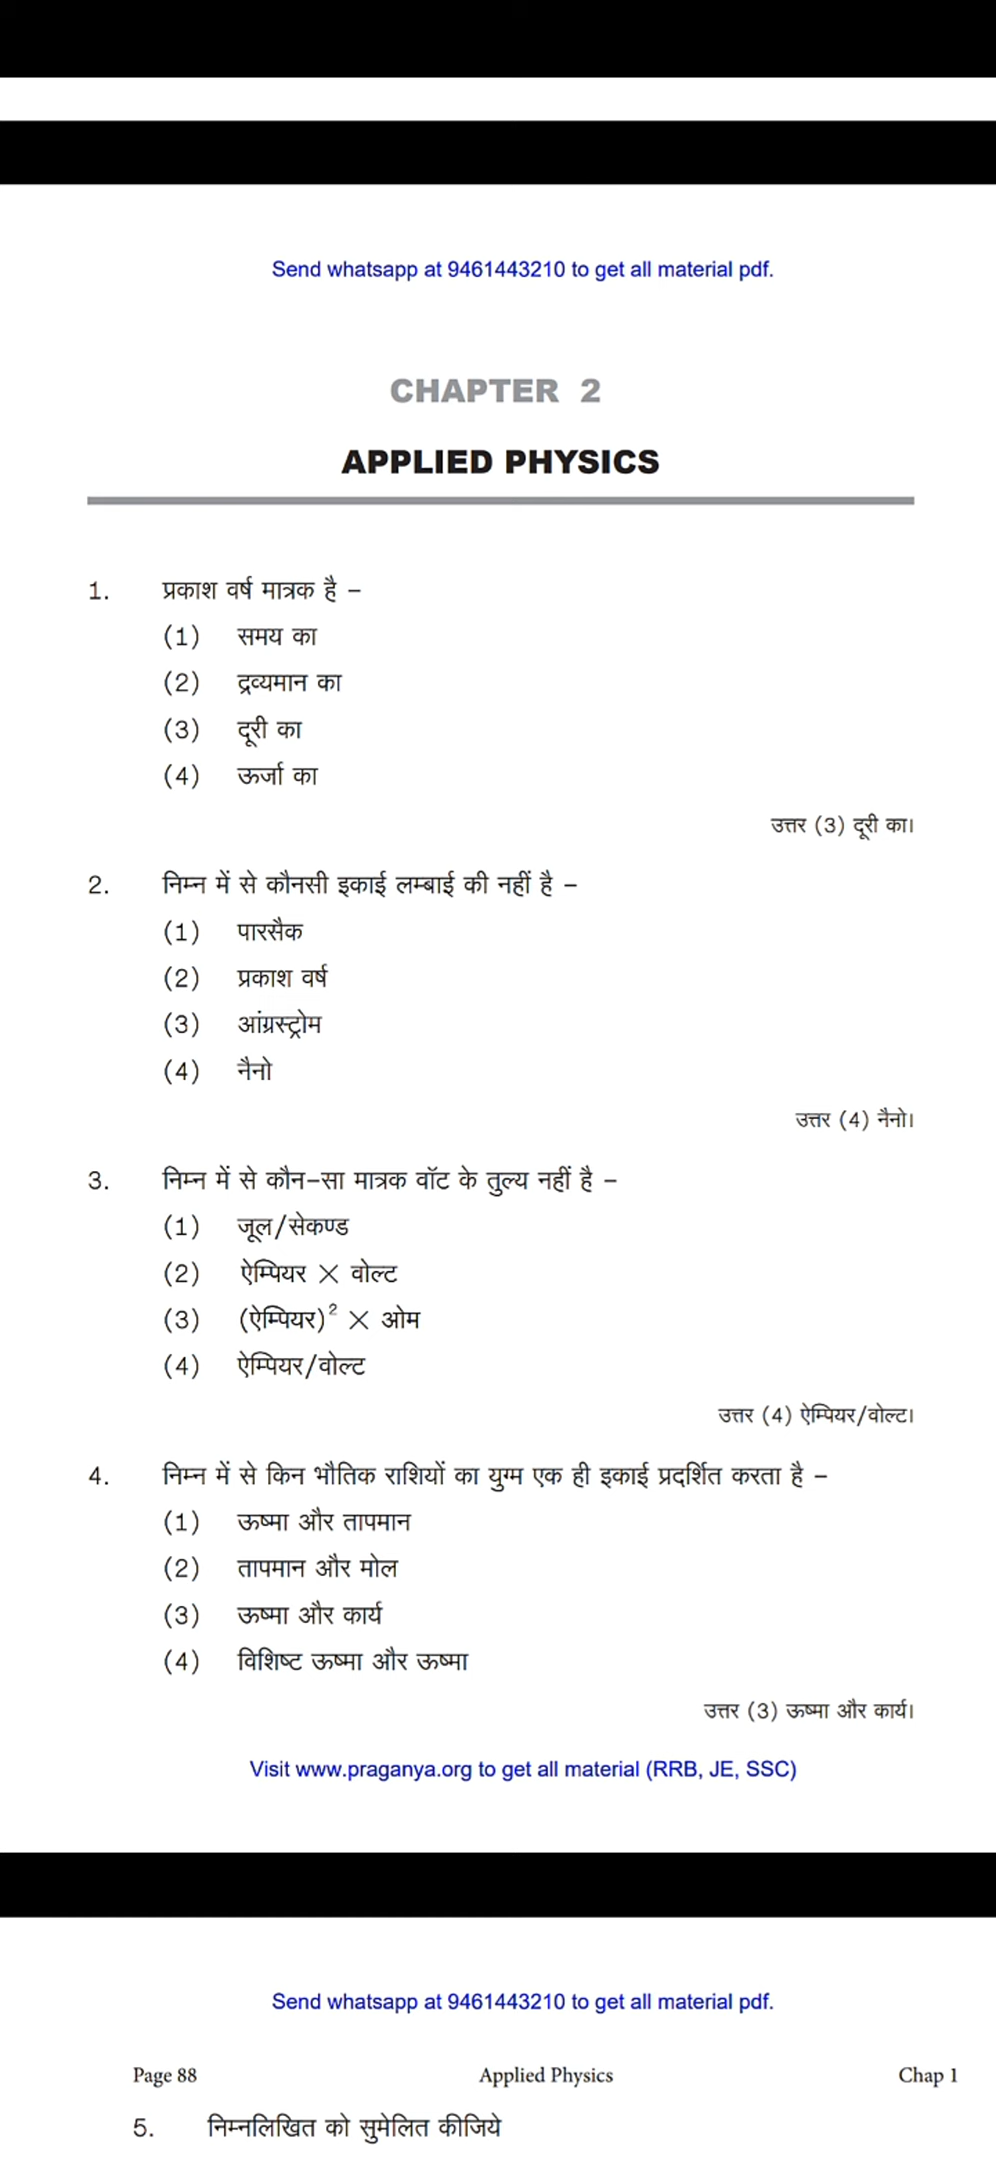 Send whatsapp at 9461443210 to get all material pdf.
CHAPTER 2
APPLIED PHYSICS
1. प्रकाश वर्ष मात्रक है –
(1) समय का
(2) द्रव्यमान का
(3) दूरी का
(4) ऊर्जा का
उत्तर (3) दूरी का।
2. निम्न में से कौनसी इकाई लम्बाई की नहीं है –
(1) पारसैक
(2) प्रकाश वर्ष
(3) आंग्रस्ट्रोम
(4) नैनो
उत्तर (4) नैनो।
3. निम्न में से कौन-सा मात्रक वॉट के तुल्य नहीं है –
(1) जूल/सेकण्ड
(2) ऐम्पियर × वोल्ट
(3) (ऐम्पियर)² × ओम
(4) ऐम्पियर/वोल्ट
उत्तर (4) ऐम्पियर/वोल्ट।
4. निम्न में से किन भौतिक राशियों का युग्म एक ही इकाई प्रदर्शित करता है –
(1) ऊष्मा और तापमान
(2) तापमान और मोल
(3) ऊष्मा और कार्य
(4) विशिष्ट ऊष्मा और ऊष्मा
उत्तर (3) ऊष्मा और कार्य।
Visit www.praganya.org to get all material (RRB, JE, SSC)
Send whatsapp at 9461443210 to get all material pdf.
Page 88 Applied Physics Chap 1
5. निम्नलिखित को सुमेलित कीजिये